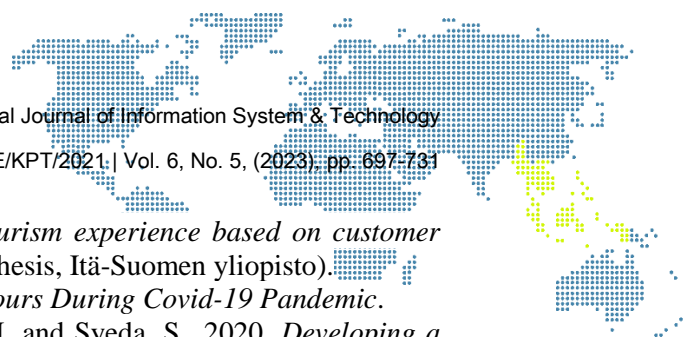 al Journal of Information System & Technology
E/KPT/2021 | Vol. 6, No. 5, (2023), pp. 697-731
urism experience based on customer
hesis, Itä-Suomen yliopisto).
ours During Covid-19 Pandemic.
and Syeda, S., 2020. Developing a